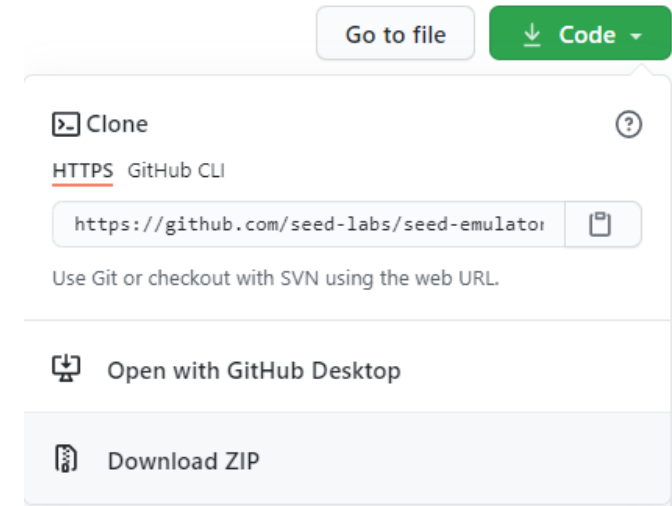 Go to file
Code
Clone
HTTPS GitHub CLI
https://github.com/seed-labs/seed-emulator
Use Git or checkout with SVN using the web URL.
Open with GitHub Desktop
Download ZIP